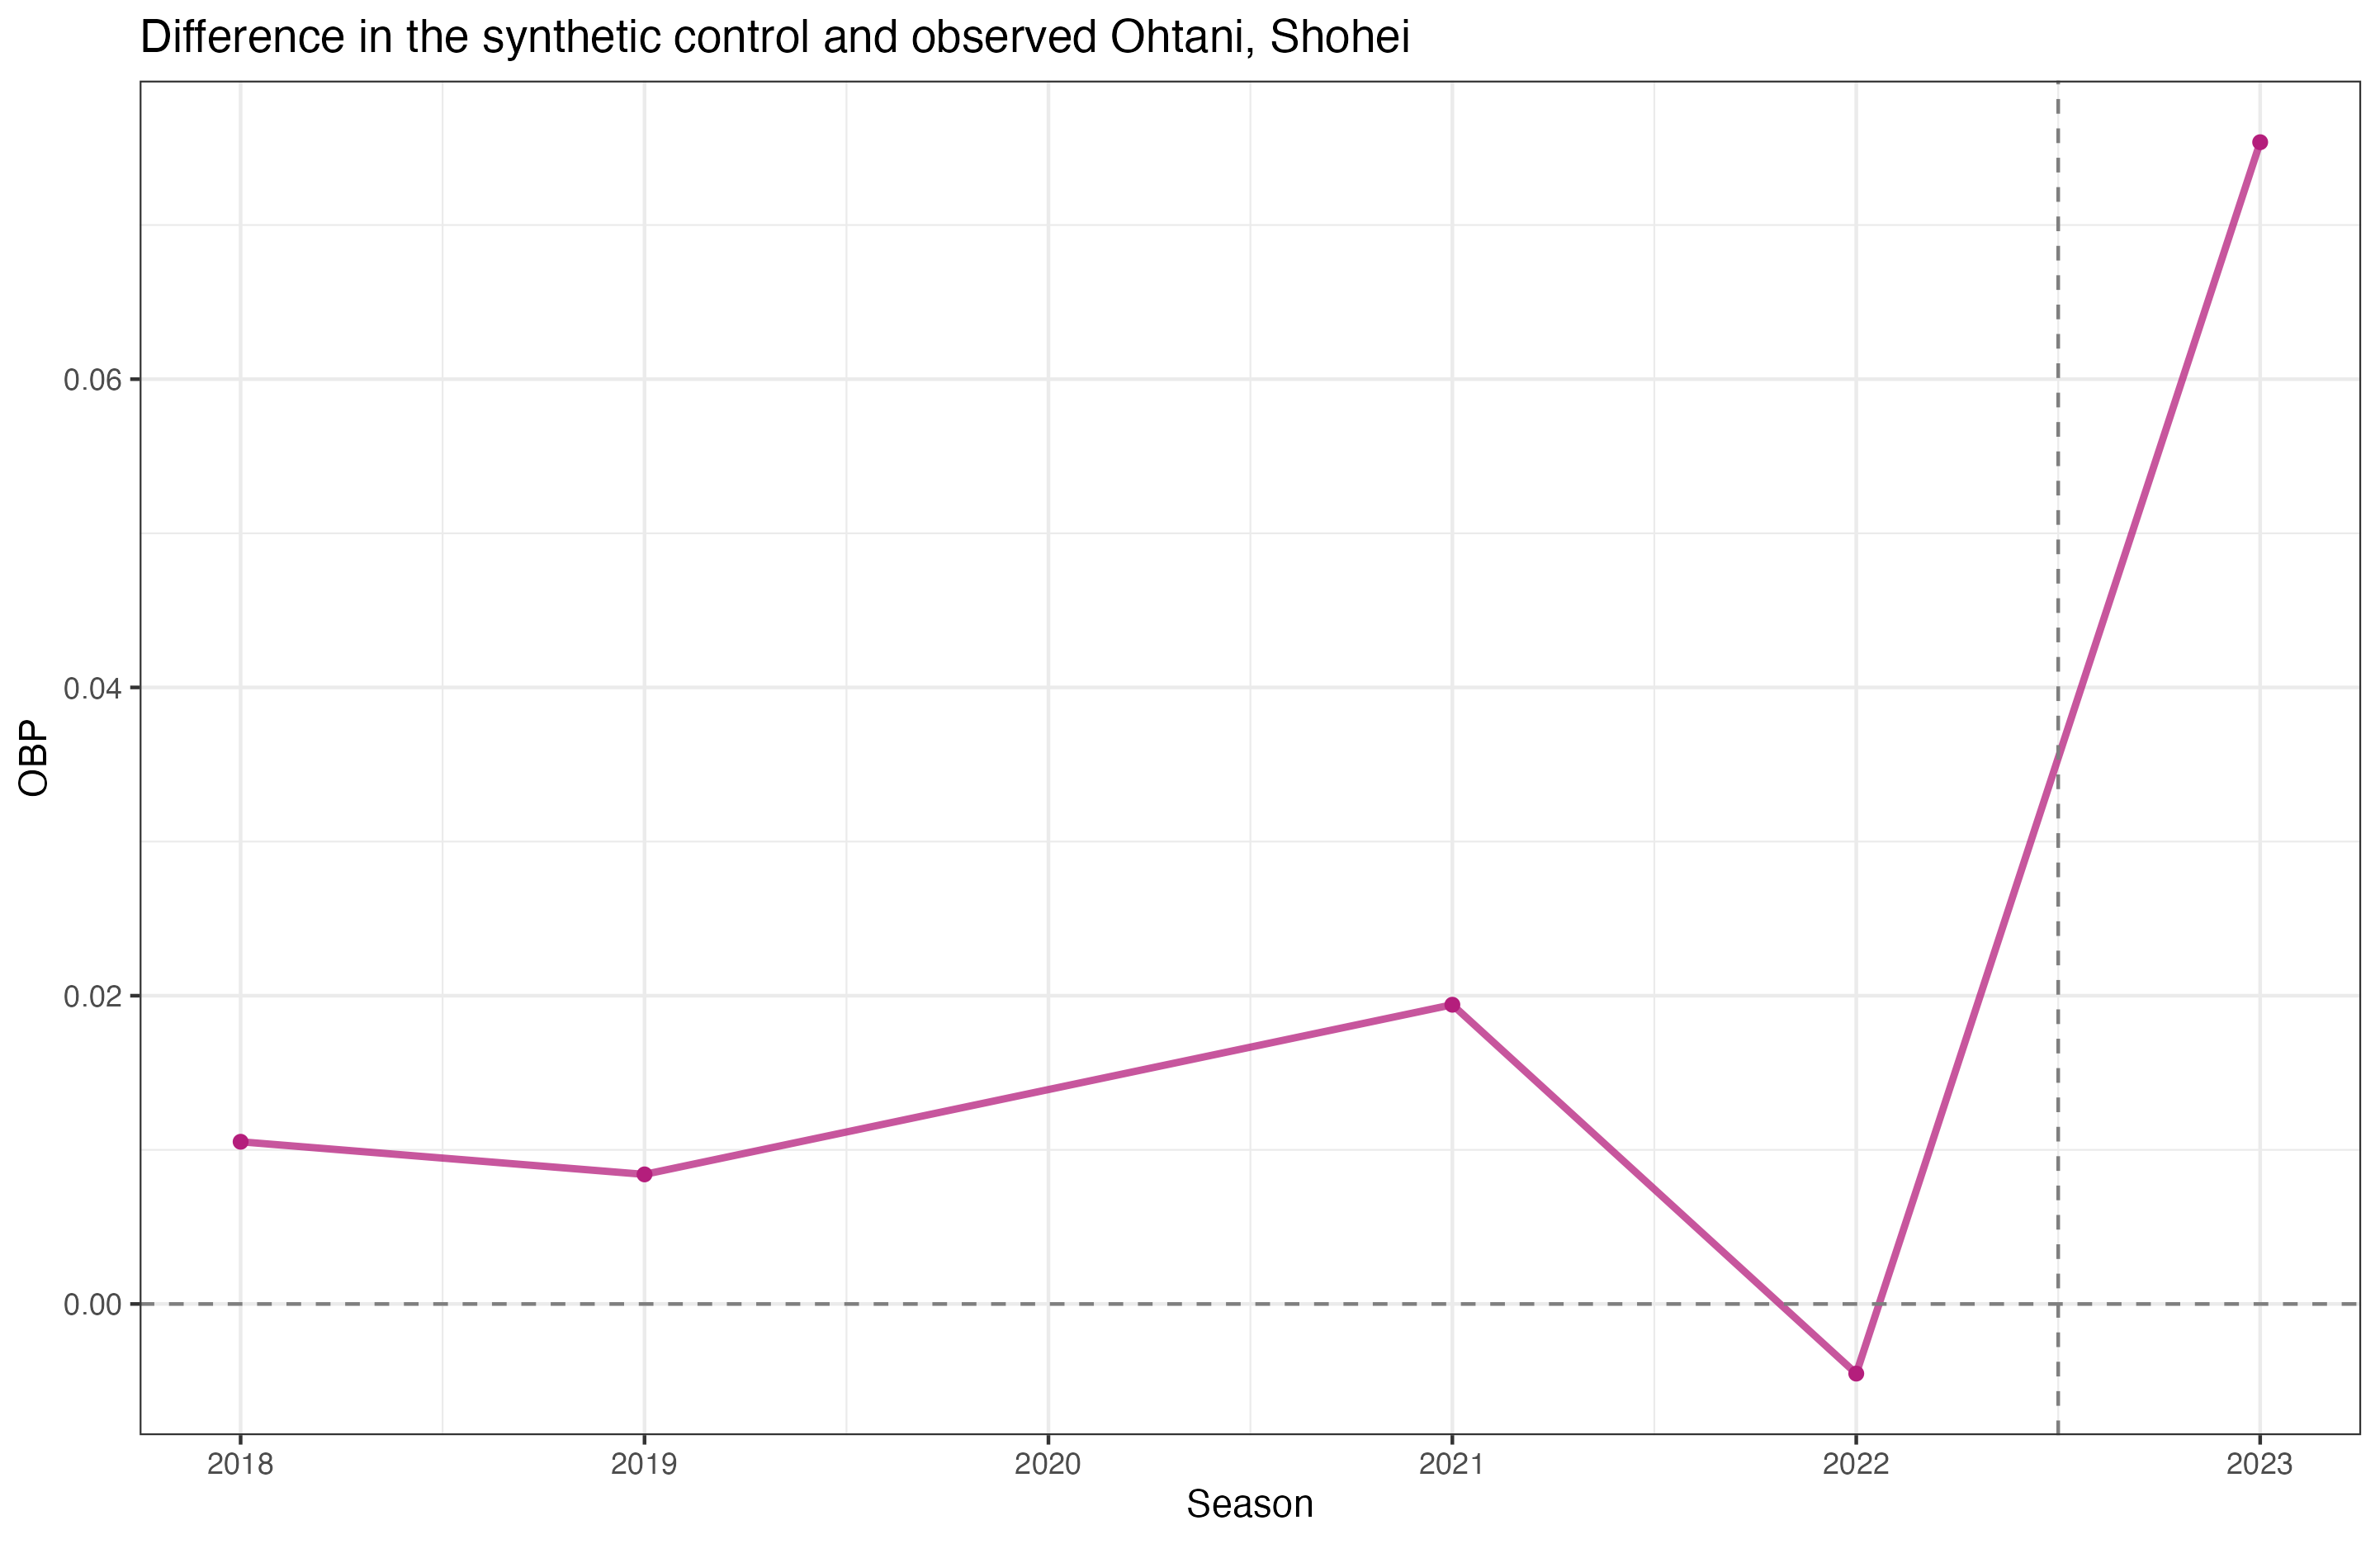 Difference in the synthetic control and observed Ohtani, Shohei
OBP
0.06
0.04
0.02
0.00
2018 2019 2020 2021 2022 2023
Season